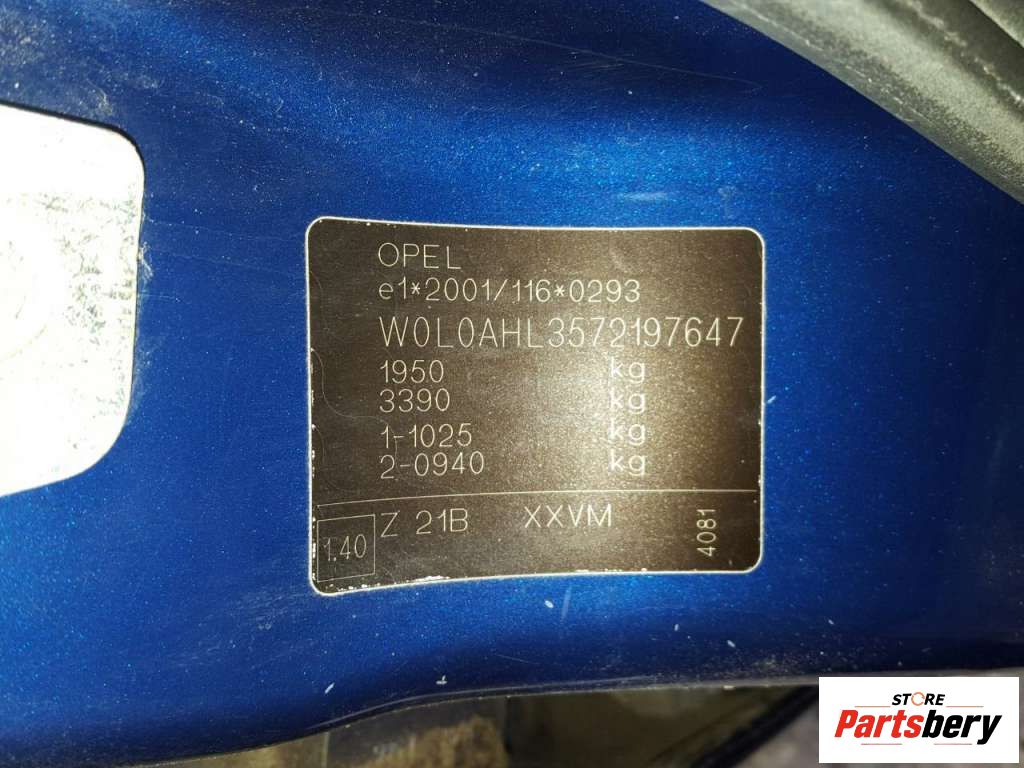 OPEL
e1*2001/116*0293
W0L0AHL3572197647
1950 kg
3390 kg
1-1025 kg
2-0940 kg
Z 21B XXVM
1.40
4081
STORE
Partsbery